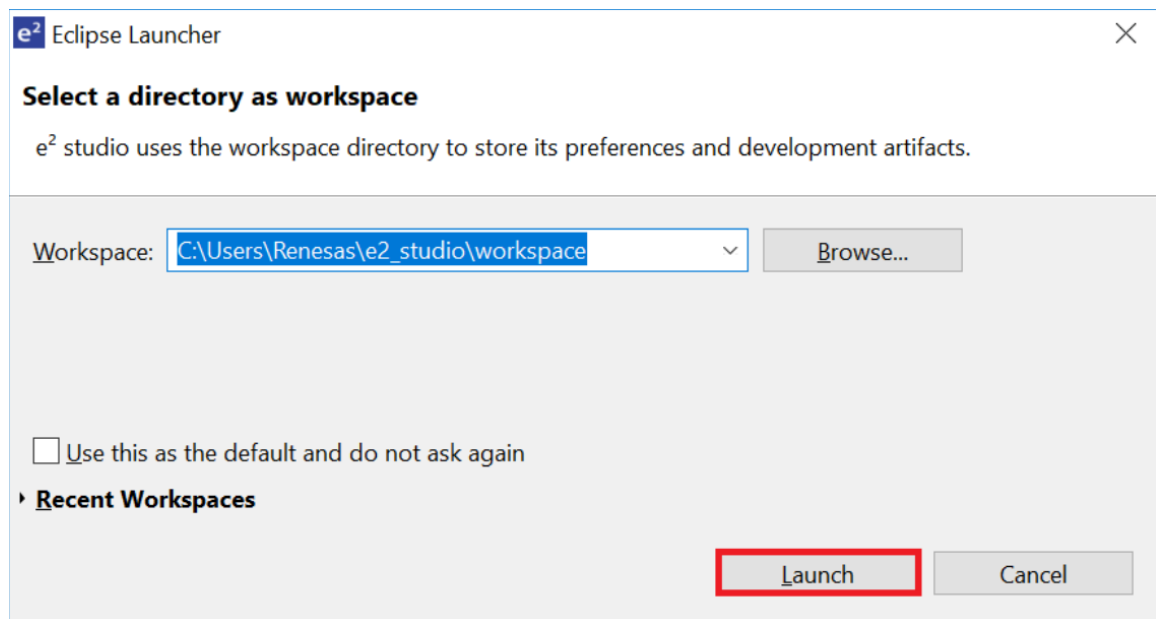 e² Eclipse Launcher
Select a directory as workspace
e² studio uses the workspace directory to store its preferences and development artifacts.
Workspace: C:\Users\Renesas\e2_studio\workspace Browse...
Use this as the default and do not ask again
Recent Workspaces
Launch Cancel